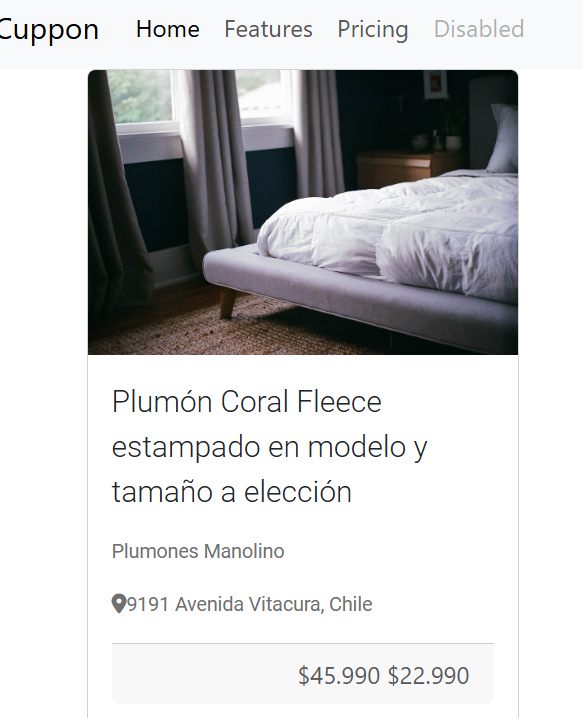 Cuppon Home Features Pricing Disabled
Plumón Coral Fleece
estampado en modelo y
tamaño a elección
Plumones Manolino
9191 Avenida Vitacura, Chile
$45.990 $22.990